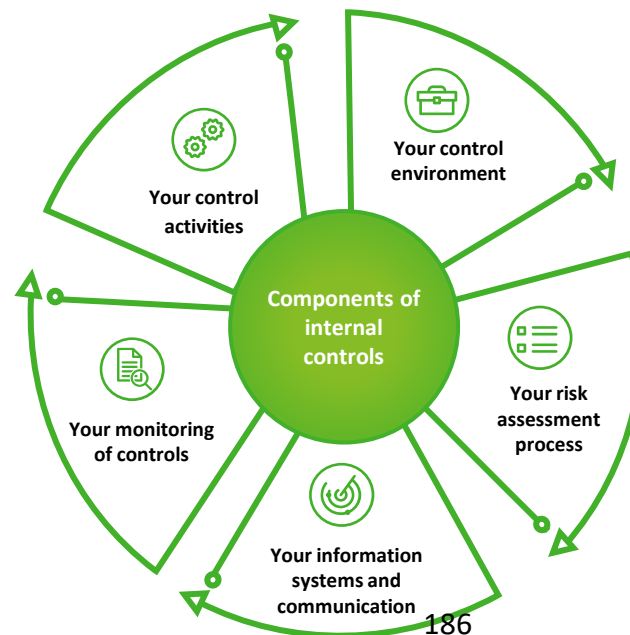 Your control
environment
Your control
activities
Components of
internal
controls
Your risk
assessment
process
Your monitoring
of controls
Your information
systems and
communication
186